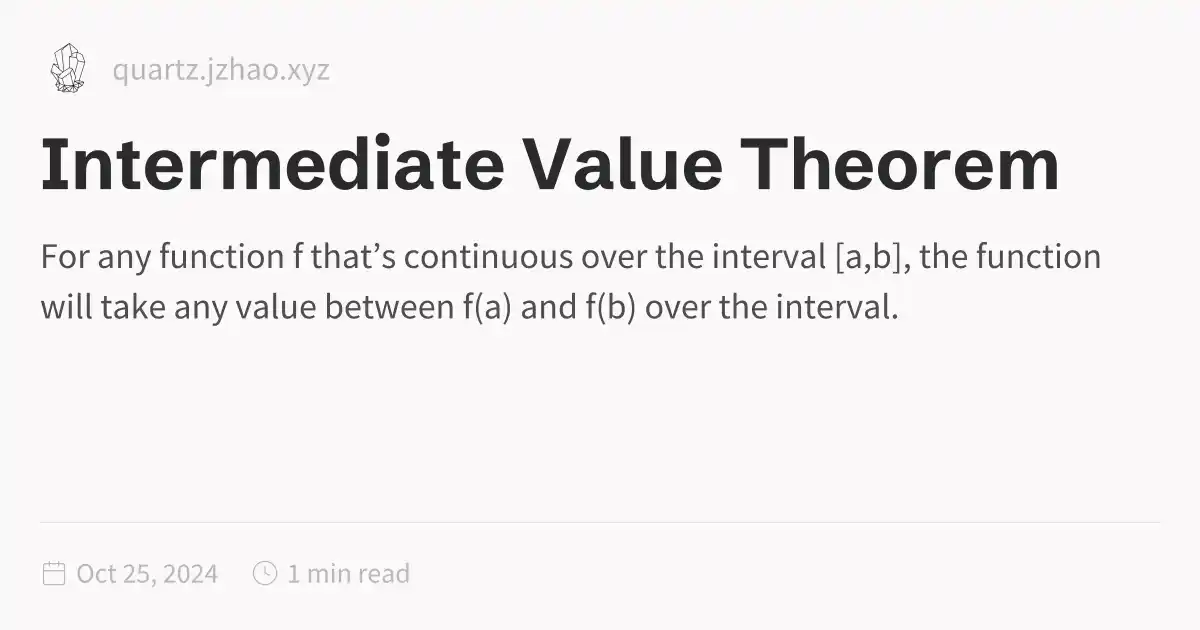 quartz.jzhao.xyz
Intermediate Value Theorem
For any function f that’s continuous over the interval [a,b], the function
will take any value between f(a) and f(b) over the interval.
Oct 25, 2024 1 min read